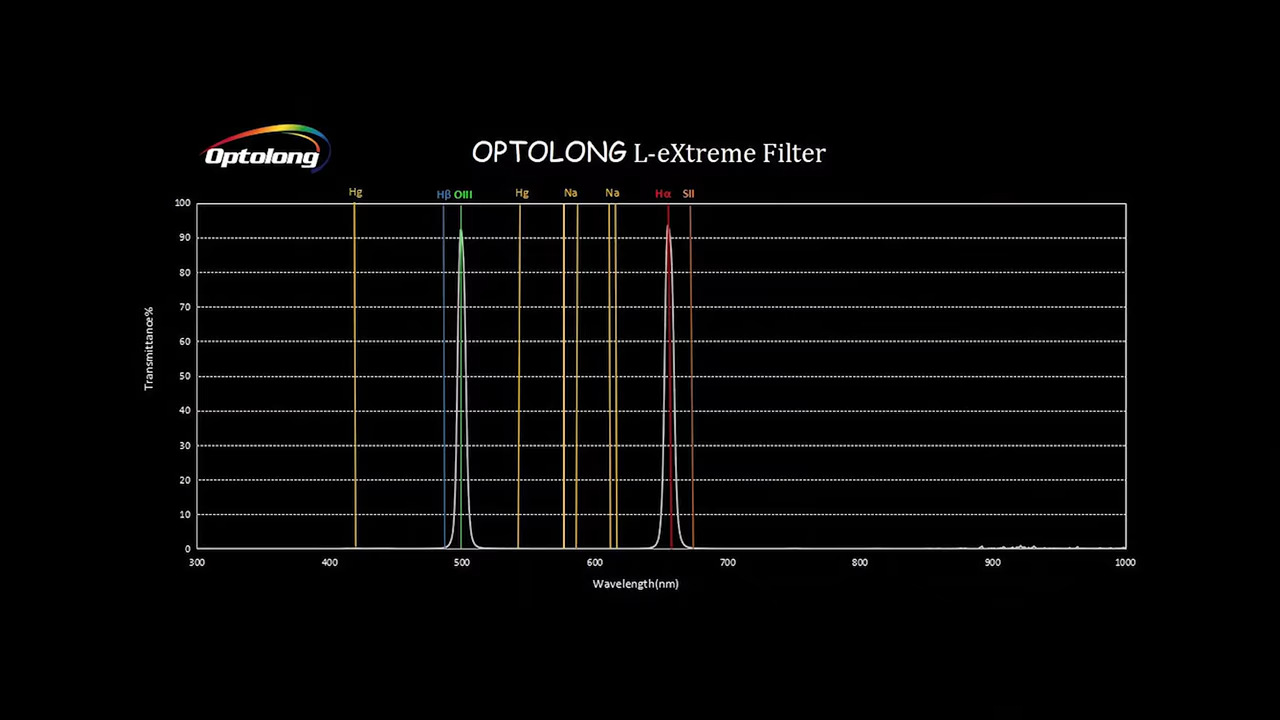 Optolong
OPTOLONG L-eXtreme Filter
Hg Hβ OIII Hg Na Na Hα SII
100
90
80
70
60
50
40
30
20
10
0
Transmittance%
300 400 500 600 700 800 900 1000
Wavelength(nm)